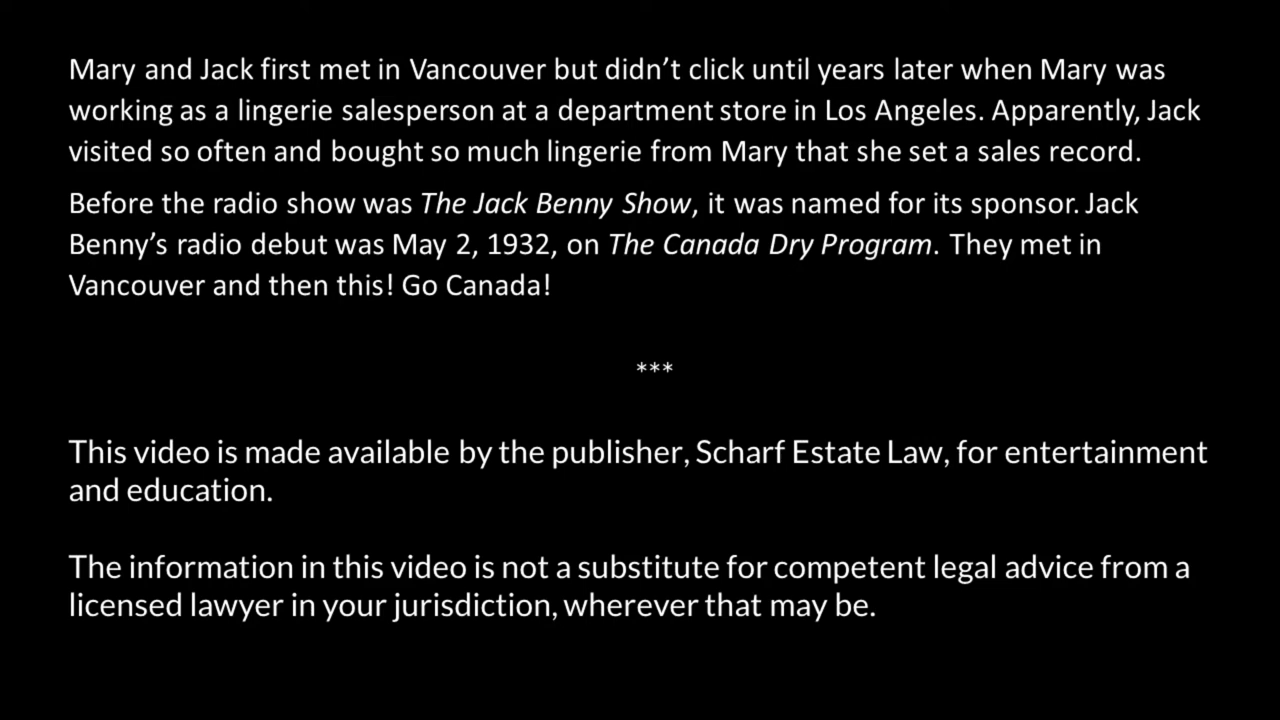 Mary and Jack first met in Vancouver but didn’t click until years later when Mary was
working as a lingerie salesperson at a department store in Los Angeles. Apparently, Jack
visited so often and bought so much lingerie from Mary that she set a sales record.
Before the radio show was The Jack Benny Show, it was named for its sponsor. Jack
Benny’s radio debut was May 2, 1932, on The Canada Dry Program. They met in
Vancouver and then this! Go Canada!
***
This video is made available by the publisher, Scharf Estate Law, for entertainment
and education.
The information in this video is not a substitute for competent legal advice from a
licensed lawyer in your jurisdiction, wherever that may be.